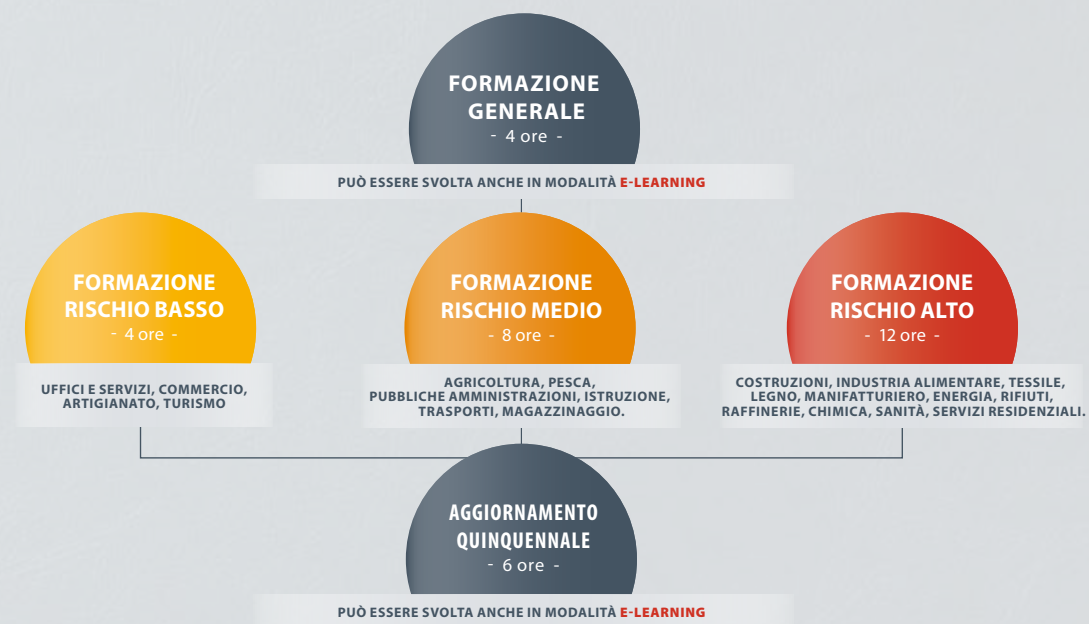 FORMAZIONE
GENERALE
- 4 ore -
PUÒ ESSERE SVOLTA ANCHE IN MODALITÀ E-LEARNING
FORMAZIONE
RISCHIO BASSO
- 4 ore -
UFFICI E SERVIZI, COMMERCIO,
ARTIGIANATO, TURISMO
FORMAZIONE
RISCHIO MEDIO
- 8 ore -
AGRICOLTURA, PESCA,
PUBBLICHE AMMINISTRAZIONI, ISTRUZIONE,
TRASPORTI, MAGAZZINAGGIO.
FORMAZIONE
RISCHIO ALTO
- 12 ore -
COSTRUZIONI, INDUSTRIA ALIMENTARE, TESSILE,
LEGNO, MANIFATTURIERO, ENERGIA, RIFIUTI,
RAFFINERIE, CHIMICA, SANITÀ, SERVIZI RESIDENZIALI.
AGGIORNAMENTO
QUINQUENNALE
- 6 ore -
PUÒ ESSERE SVOLTA ANCHE IN MODALITÀ E-LEARNING